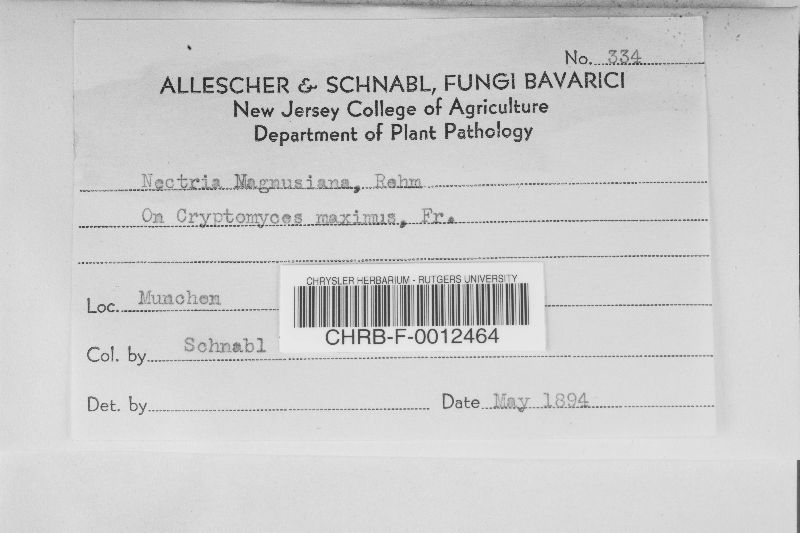 No. 334
ALLESCHER & SCHNABL, FUNGI BAVARICI
New Jersey College of Agriculture
Department of Plant Pathology
Nectria Magnusiana, Rehm
On Cryptomyces maximus, Fr.
CHRYSLER HERBARIUM - RUTGERS UNIVERSITY
CHRB-F-0012464
Loc. Munchen
Col. by Schnabl
Det. by
Date May 1894